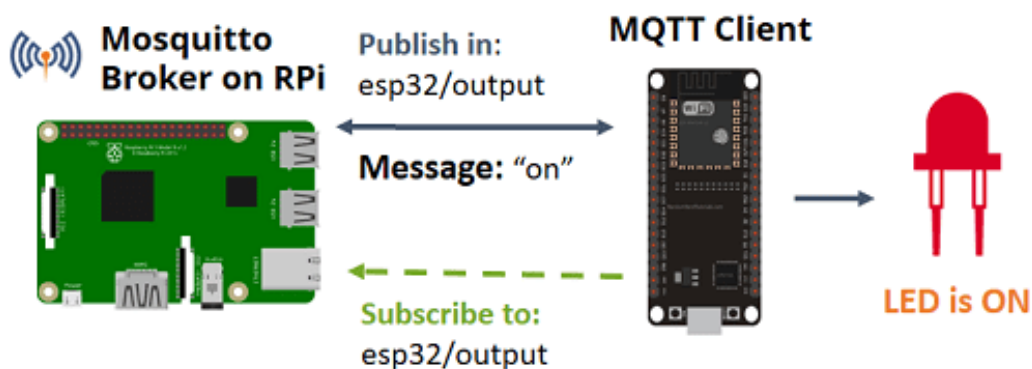 Mosquitto
Broker on RPi
Publish in:
esp32/output
Message: “on”
Subscribe to:
esp32/output
MQTT Client
WiFi
LED is ON